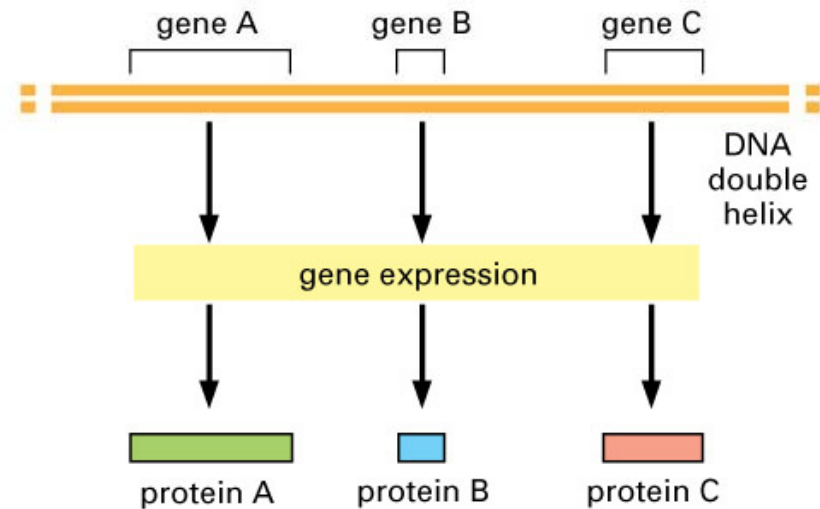 gene A
gene B
gene C
DNA
double
helix
gene expression
protein A
protein B
protein C